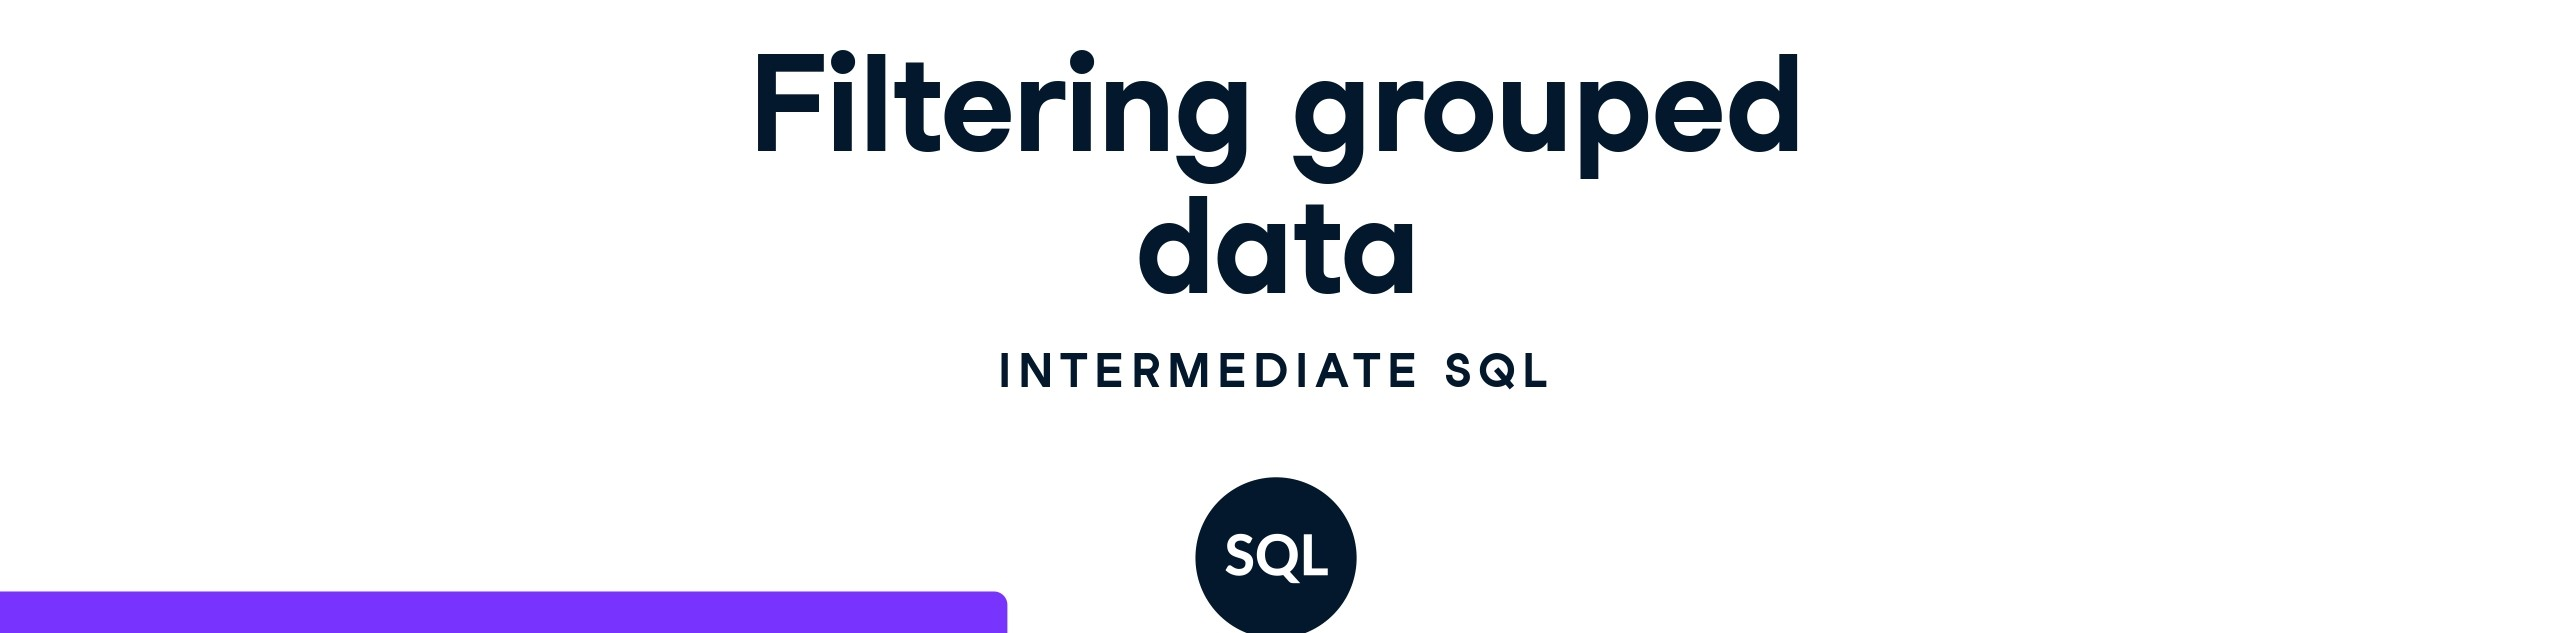 Filtering grouped
data
INTERMEDIATE SQL
SQL